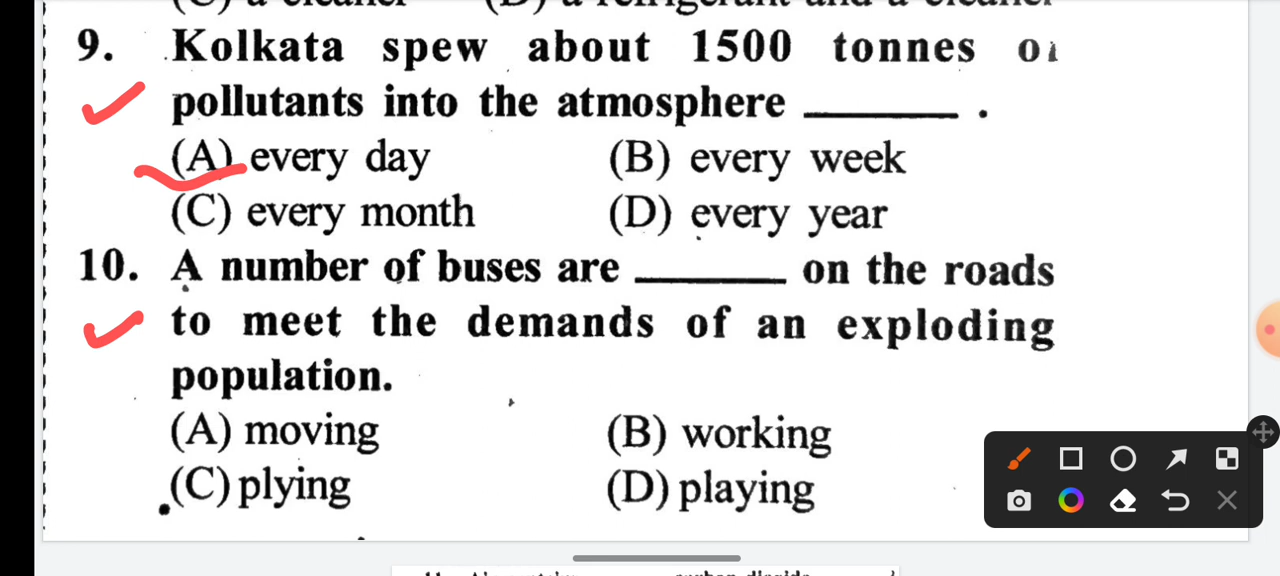 9. Kolkata spew about 1500 tonnes of
pollutants into the atmosphere ________ .
(A) every day (B) every week
(C) every month (D) every year
10. A number of buses are ________ on the roads
to meet the demands of an exploding
population.
(A) moving (B) working
(C) plying (D) playing